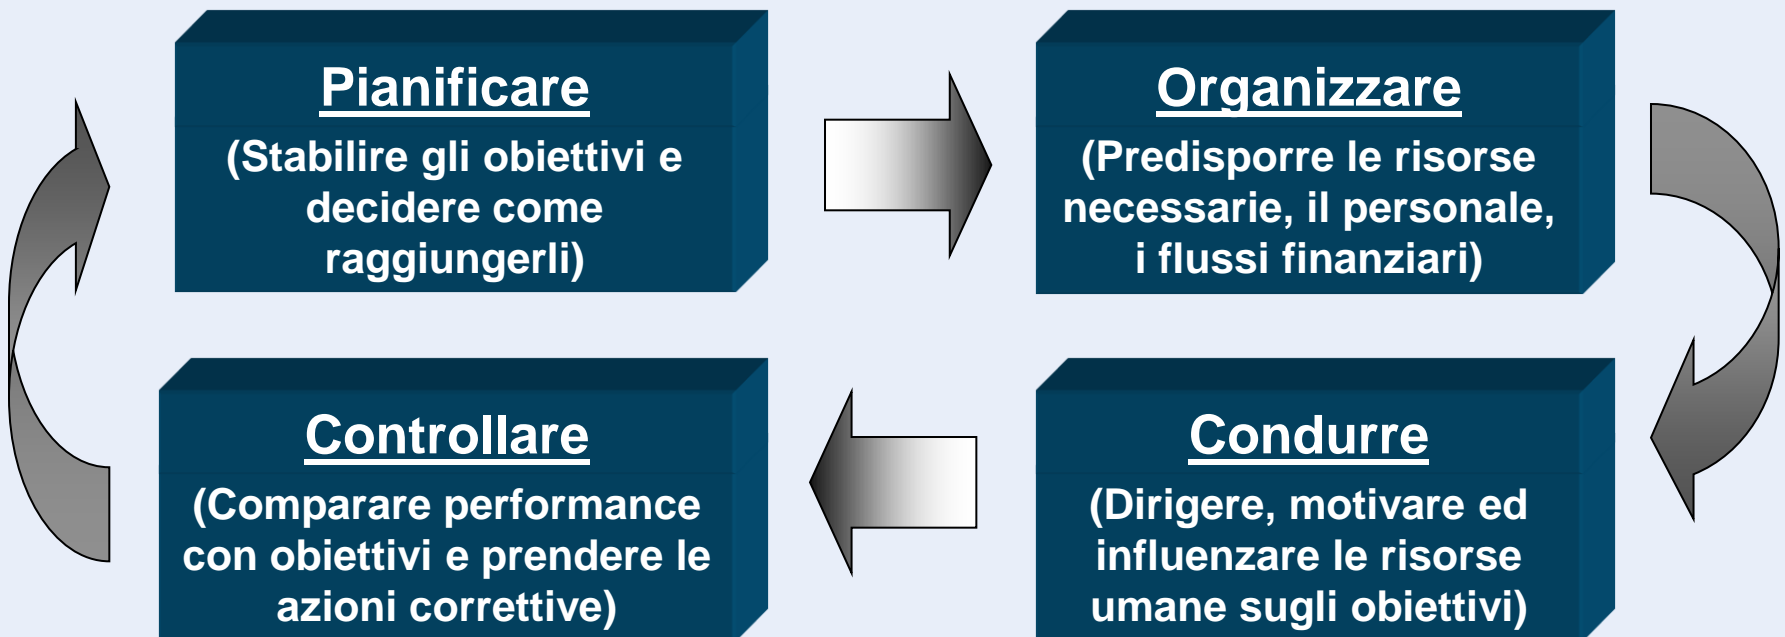 Pianificare
(Stabilire gli obiettivi e
decidere come
raggiungerli)
Organizzare
(Predisporre le risorse
necessarie, il personale,
i flussi finanziari)
Controllare
(Comparare performance
con obiettivi e prendere le
azioni correttive)
Condurre
(Dirigere, motivare ed
influenzare le risorse
umane sugli obiettivi)